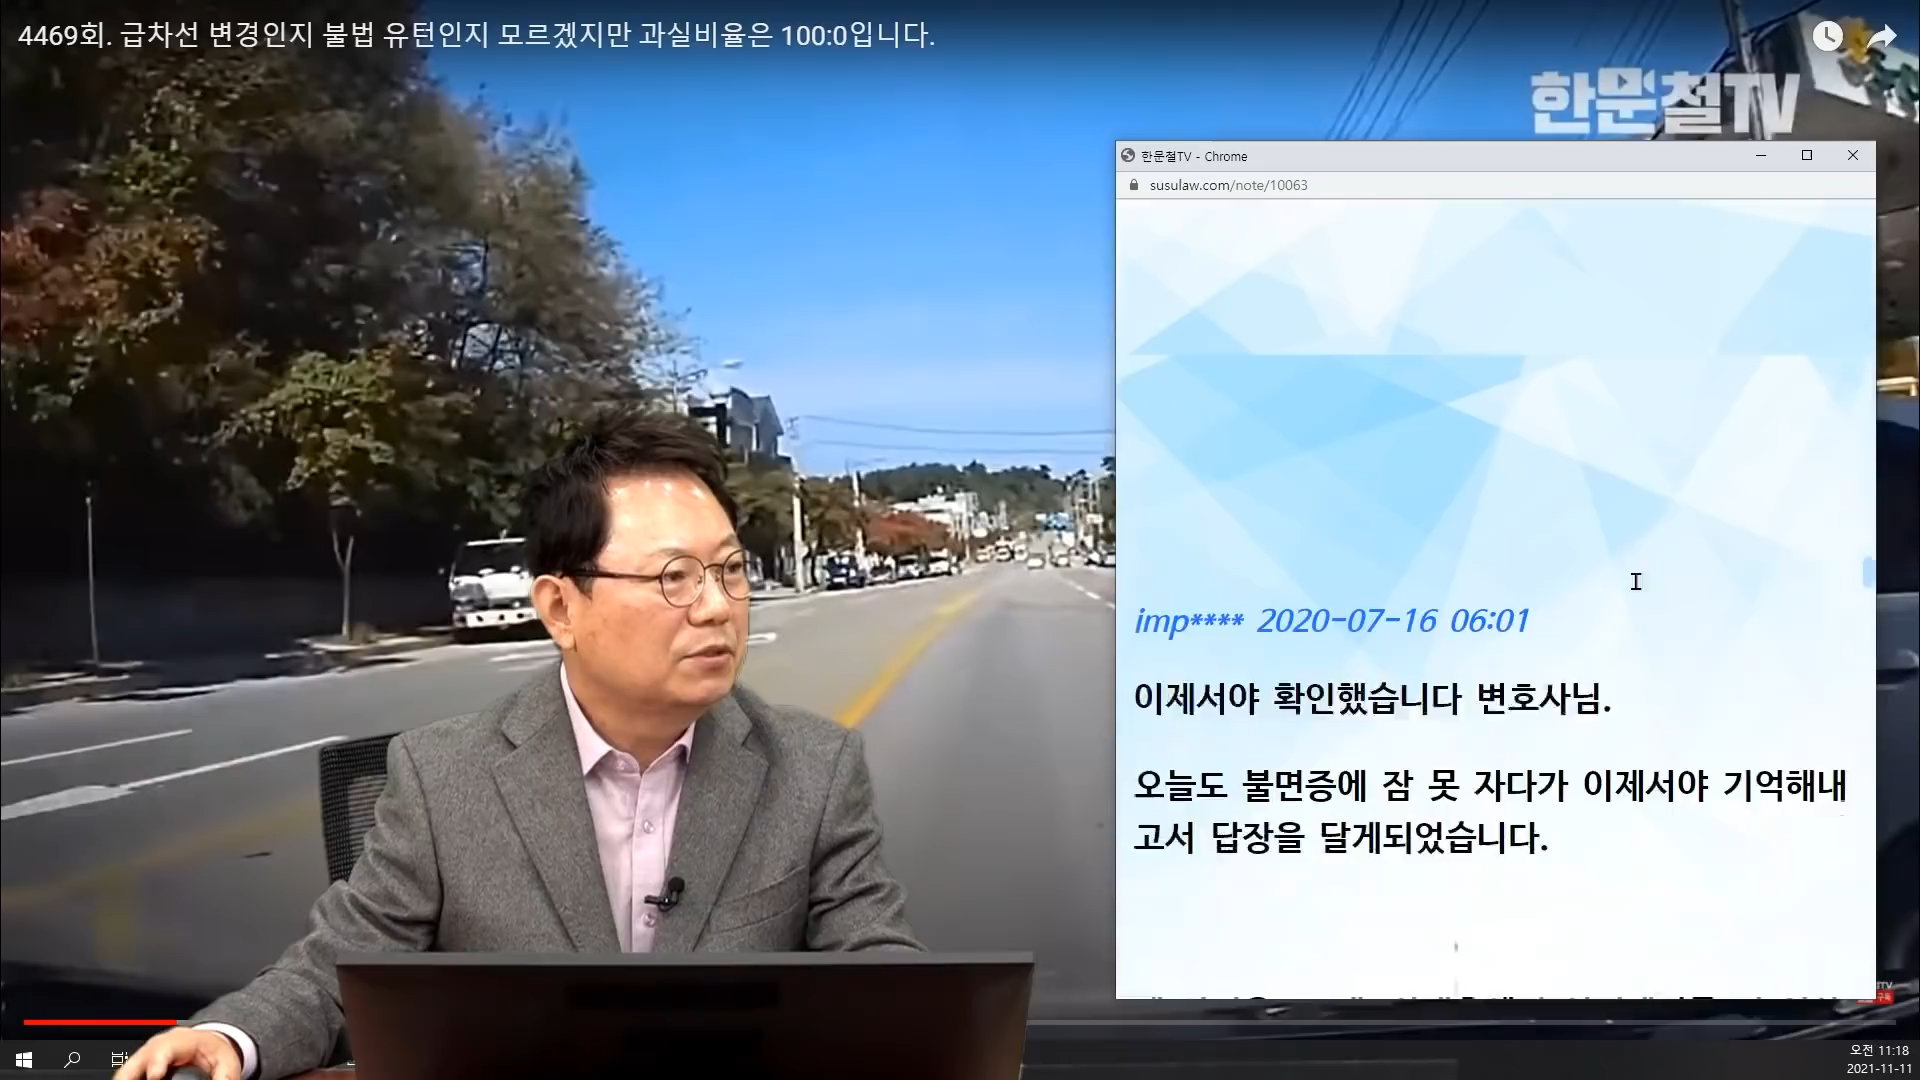 4469회. 급차선 변경인지 불법 유턴인지 모르겠지만 과실비율은 100:0입니다.
한문철TV
한문철TV - Chrome
susulaw.com/note/10063
imp**** 2020-07-16 06:01
이제서야 확인했습니다 변호사님.
오늘도 불면증에 잠 못 자다가 이제서야 기억해내
고서 답장을 달게되었습니다.
구독
오전 11:18
2021-11-11